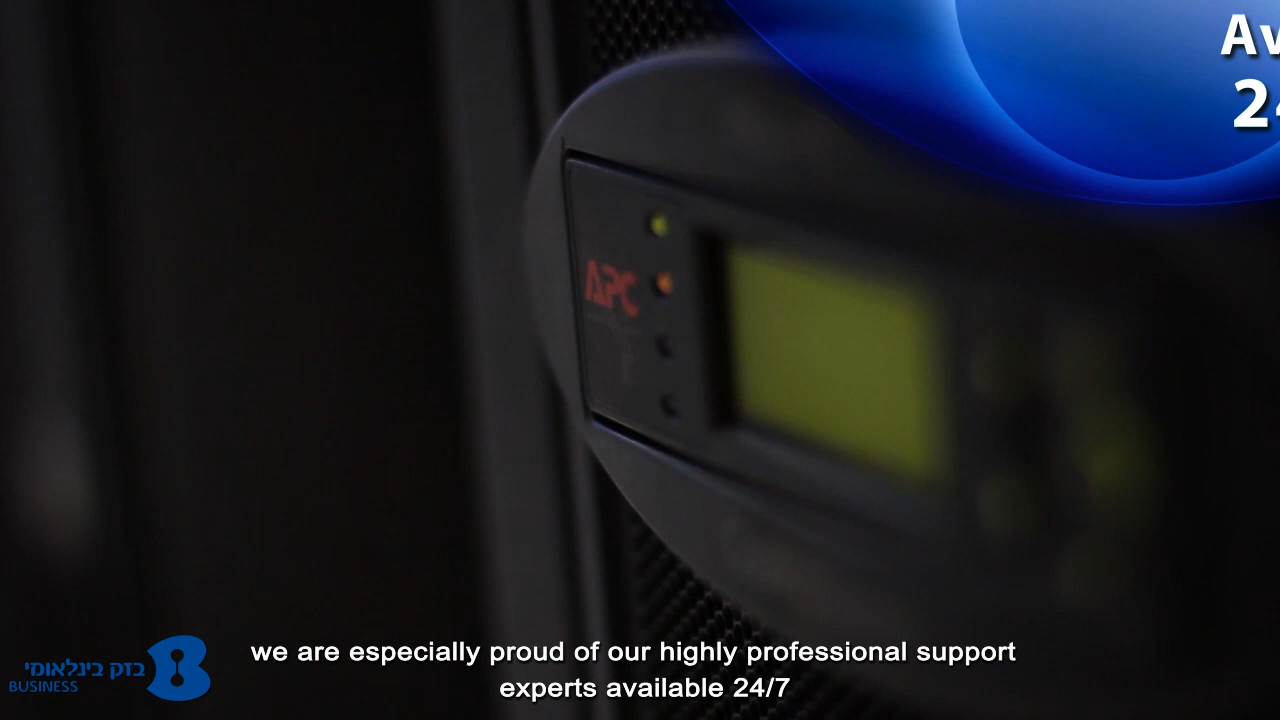 Av
24
APC
we are especially proud of our highly professional support
experts available 24/7
בזק בינלאומי
BUSINESS